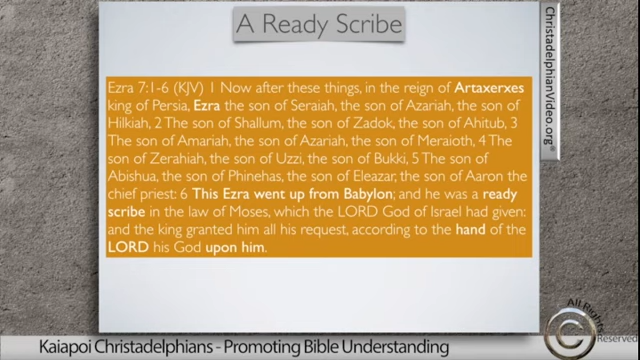 A Ready Scribe
Ezra 7:1-6 (KJV) 1 Now after these things, in the reign of Artaxerxes
king of Persia, Ezra the son of Seraiah, the son of Azariah, the son of
Hilkiah, 2 The son of Shallum, the son of Zadok, the son of Ahitub, 3
The son of Amariah, the son of Azariah, the son of Meraioth, 4 The
son of Zerahiah, the son of Uzzi, the son of Bukki, 5 The son of
Abishua, the son of Phinehas, the son of Eleazar, the son of Aaron the
chief priest: 6 This Ezra went up from Babylon; and he was a ready
scribe in the law of Moses, which the LORD God of Israel had given:
and the king granted him all his request, according to the hand of the
LORD his God upon him.
ChristadelphianVideo.org®
All Rights
C
Reserved
Kaiapoi Christadelphians - Promoting Bible Understanding